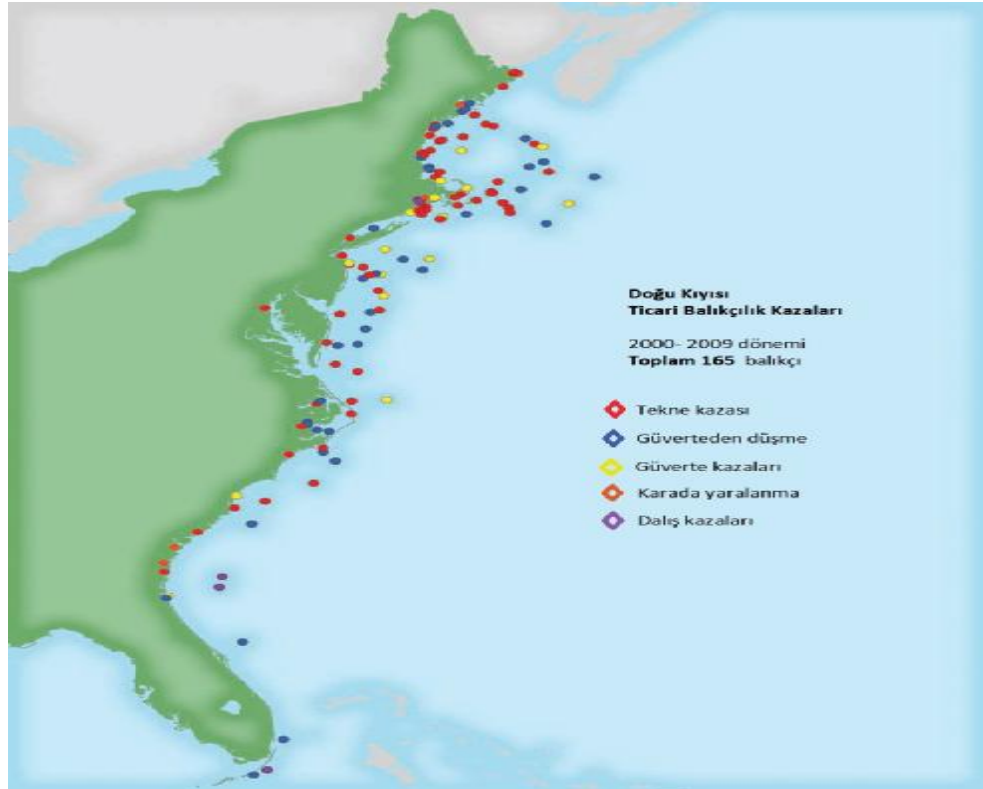 Doğu Kıyısı
Ticari Balıkçılık Kazaları
2000- 2009 dönemi
Toplam 165 balıkçı
Tekne kazası
Güverteden düşme
Güverte kazaları
Karada yaralanma
Dalış kazaları